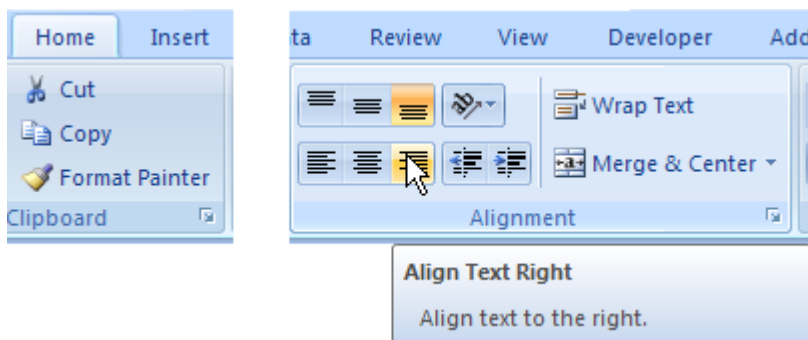 Home Insert
Cut
Copy
Format Painter
Clipboard
ta Review View Developer Add
Wrap Text
Merge & Center
Alignment
Align Text Right
Align text to the right.